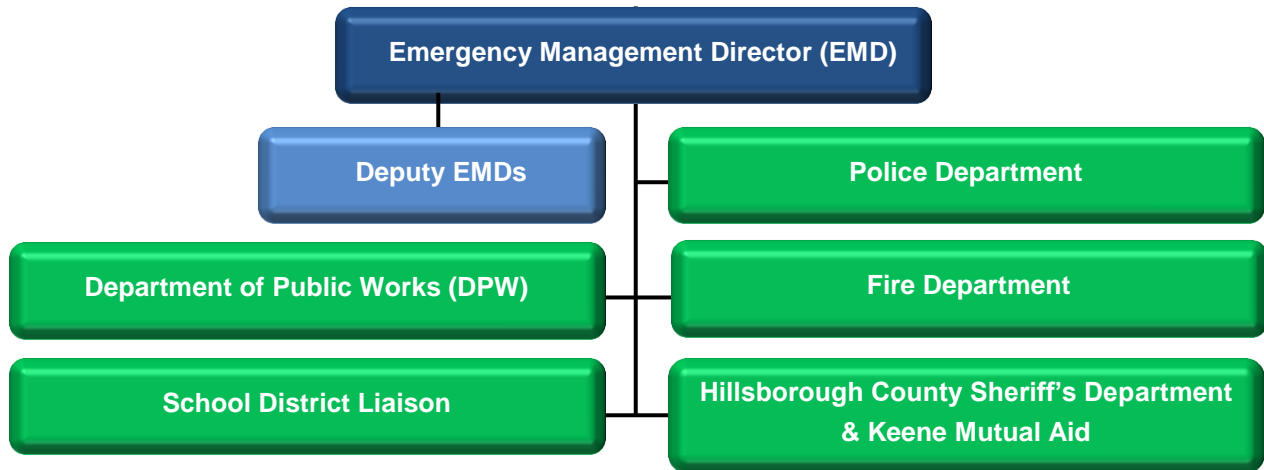 Emergency Management Director (EMD)
Deputy EMDs
Police Department
Department of Public Works (DPW)
Fire Department
School District Liaison
Hillsborough County Sheriff’s Department
& Keene Mutual Aid